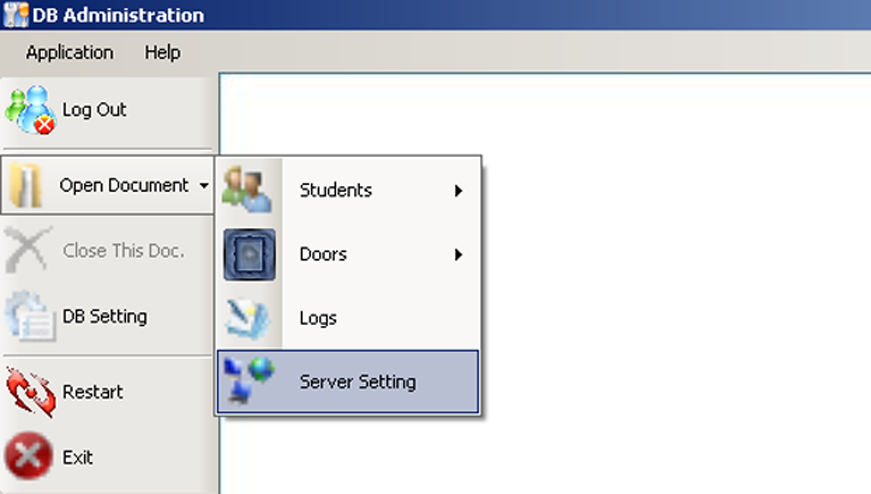 DB Administration
Application Help
Log Out
Open Document
Close This Doc.
DB Setting
Restart
Exit
Students
Doors
Logs
Server Setting